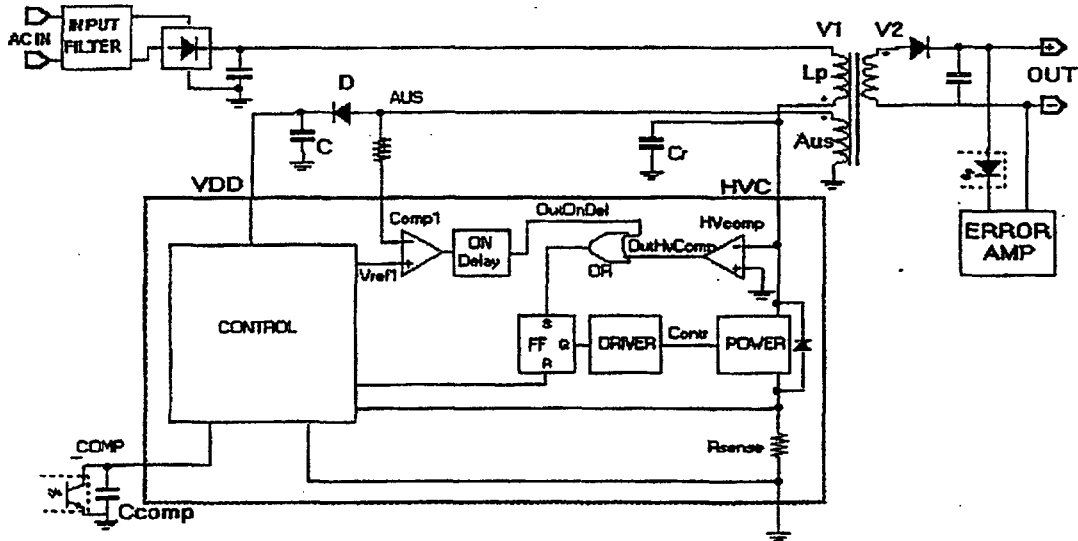 AC IN
INPUT
FILTER
V1
V2
Lp
+
OUT
−
D
AUS
C
Cr
Aus
VDD
HVC
Comp1
OutOnDel
HVcomp
−
+
ON
Delay
OutHvComp
−
+
Vref1
OR
ERROR
AMP
CONTROL
S
FF Q
R
DRIVER
Contr
POWER
COMP
Rsense
Ccomp